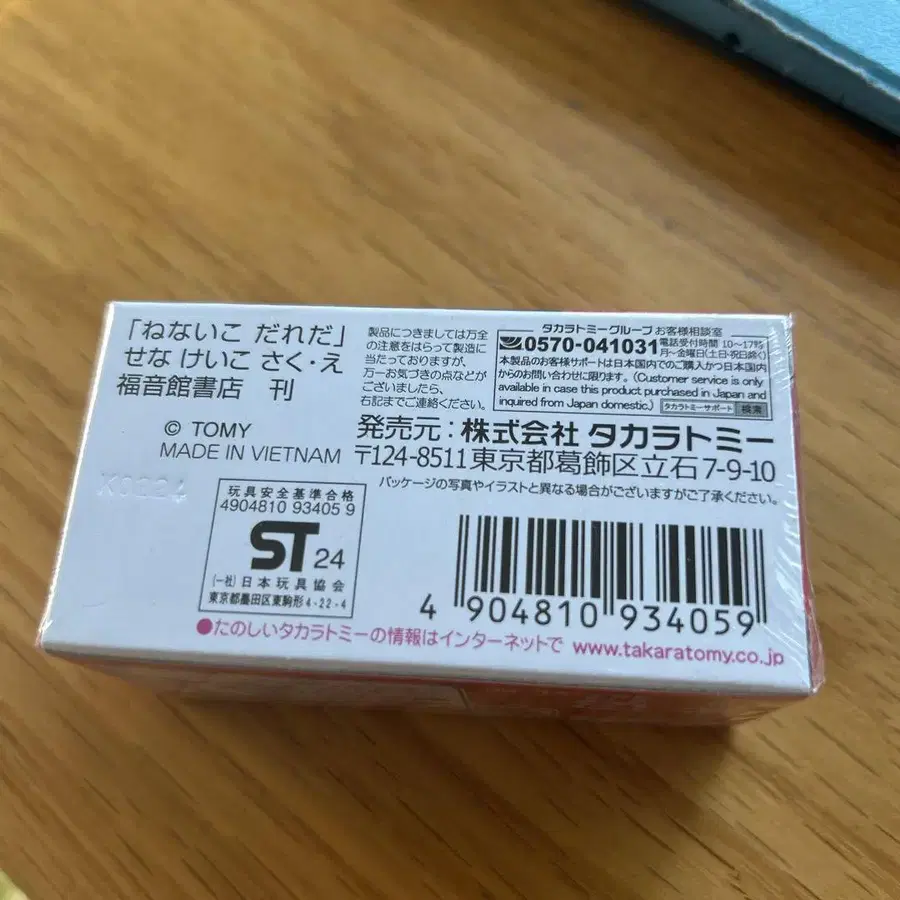 「ねないこ だれだ」
せな けいこ さく・え
福音館書店 刊
© TOMY
MADE IN VIETNAM
製品につきましては万全
の注意をはらって製造に
当たっておりますが、
万一お気づきの点などが
ございましたら、
右記までご連絡ください。
タカラトミーグループ お客様相談室
0570-041031
電話受付時間 10〜17時
月〜金曜日(土日・祝日除く)
本製品のお客様サポートは日本国内でのご購入かつ日本国内
からのお問い合わせに限ります。(Customer service is only
available in case this product purchased in Japan and
inquired from Japan domestic.) タカラトミーサポート 検索
発売元：株式会社 タカラトミー
〒124-8511 東京都葛飾区立石7-9-10
パッケージの写真やイラストと異なる場合がございますがご了承ください。
玩具安全基準合格
4904810 93405 9
ST 24
(一社)日本玩具協会
東京都墨田区東駒形4-22-4
4 904810 934059
●たのしいタカラトミーの情報はインターネットで www.takaratomy.co.jp